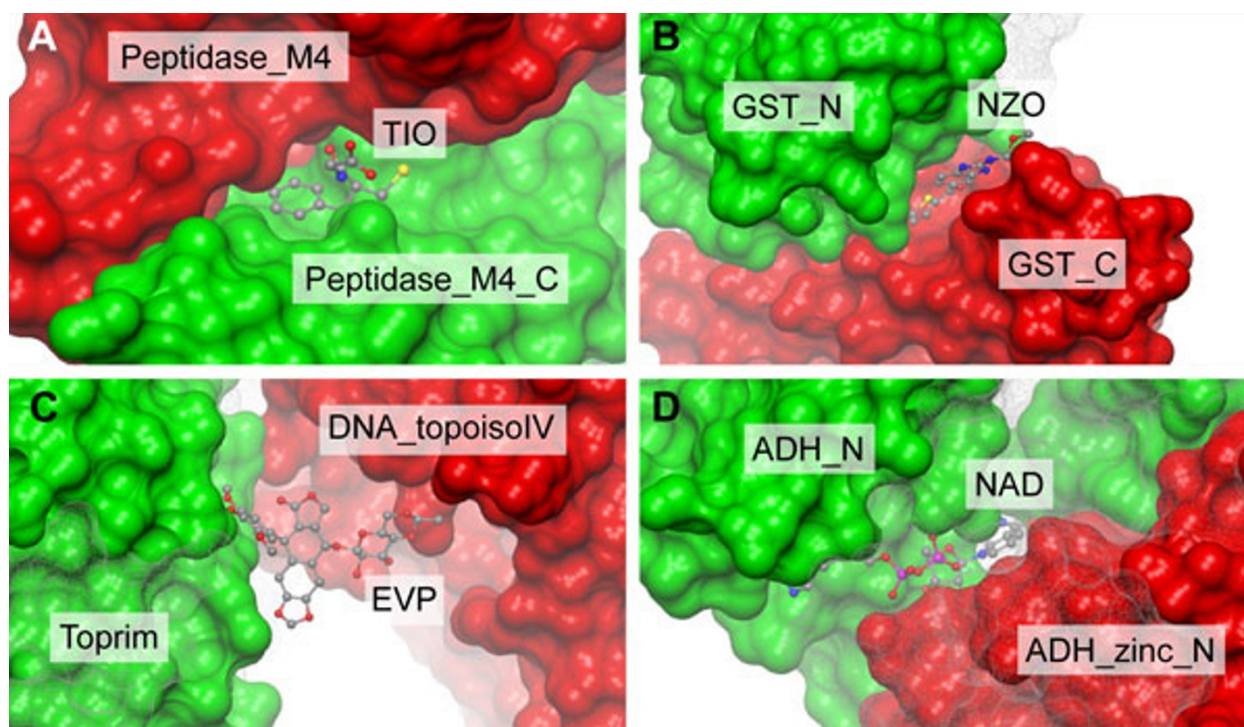 A
Peptidase_M4
TIO
Peptidase_M4_C
B
GST_N
NZO
GST_C
C
DNA_topoisoIV
EVP
Toprim
D
ADH_N
NAD
ADH_zinc_N